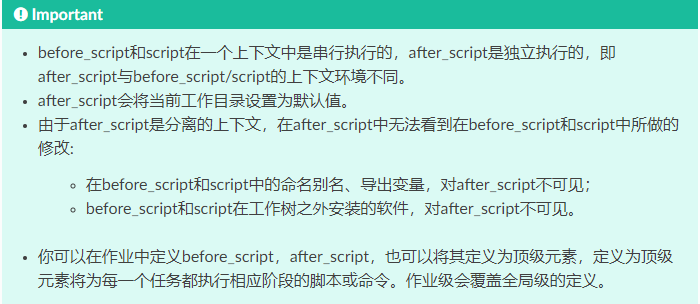 Important
before_script和script在一个上下文中是串行执行的，after_script是独立执行的，即
after_script与before_script/script的上下文环境不同。
after_script会将当前工作目录设置为默认值。
由于after_script是分离的上下文，在after_script中无法看到在before_script和script中所做的
修改:
在before_script和script中的命名别名、导出变量，对after_script不可见；
before_script和script在工作树之外安装的软件，对after_script不可见。
你可以在作业中定义before_script，after_script，也可以将其定义为顶级元素，定义为顶级
元素将为每一个任务都执行相应阶段的脚本或命令。作业级会覆盖全局级的定义。